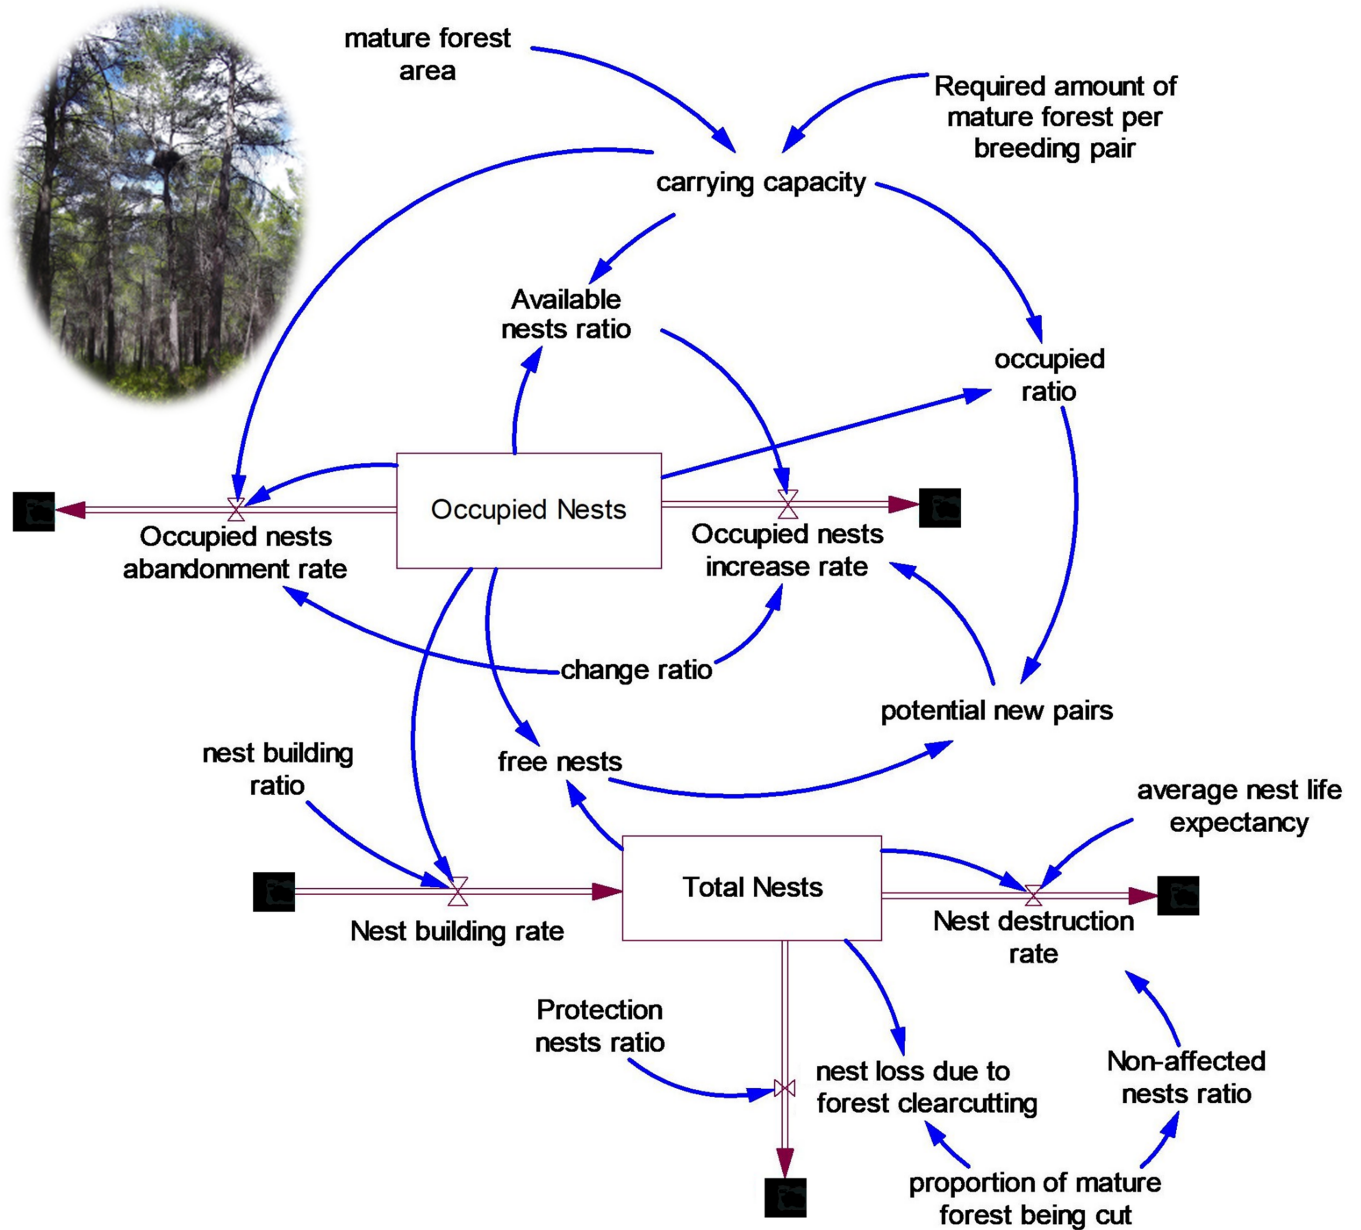 mature forest
area
Required amount of
mature forest per
breeding pair
carrying capacity
Available
nests ratio
occupied
ratio
Occupied Nests
Occupied nests
abandonment rate
Occupied nests
increase rate
change ratio
potential new pairs
nest building
ratio
free nests
average nest life
expectancy
Total Nests
Nest building rate
Nest destruction
rate
Protection
nests ratio
nest loss due to
forest clearcutting
Non-affected
nests ratio
proportion of mature
forest being cut